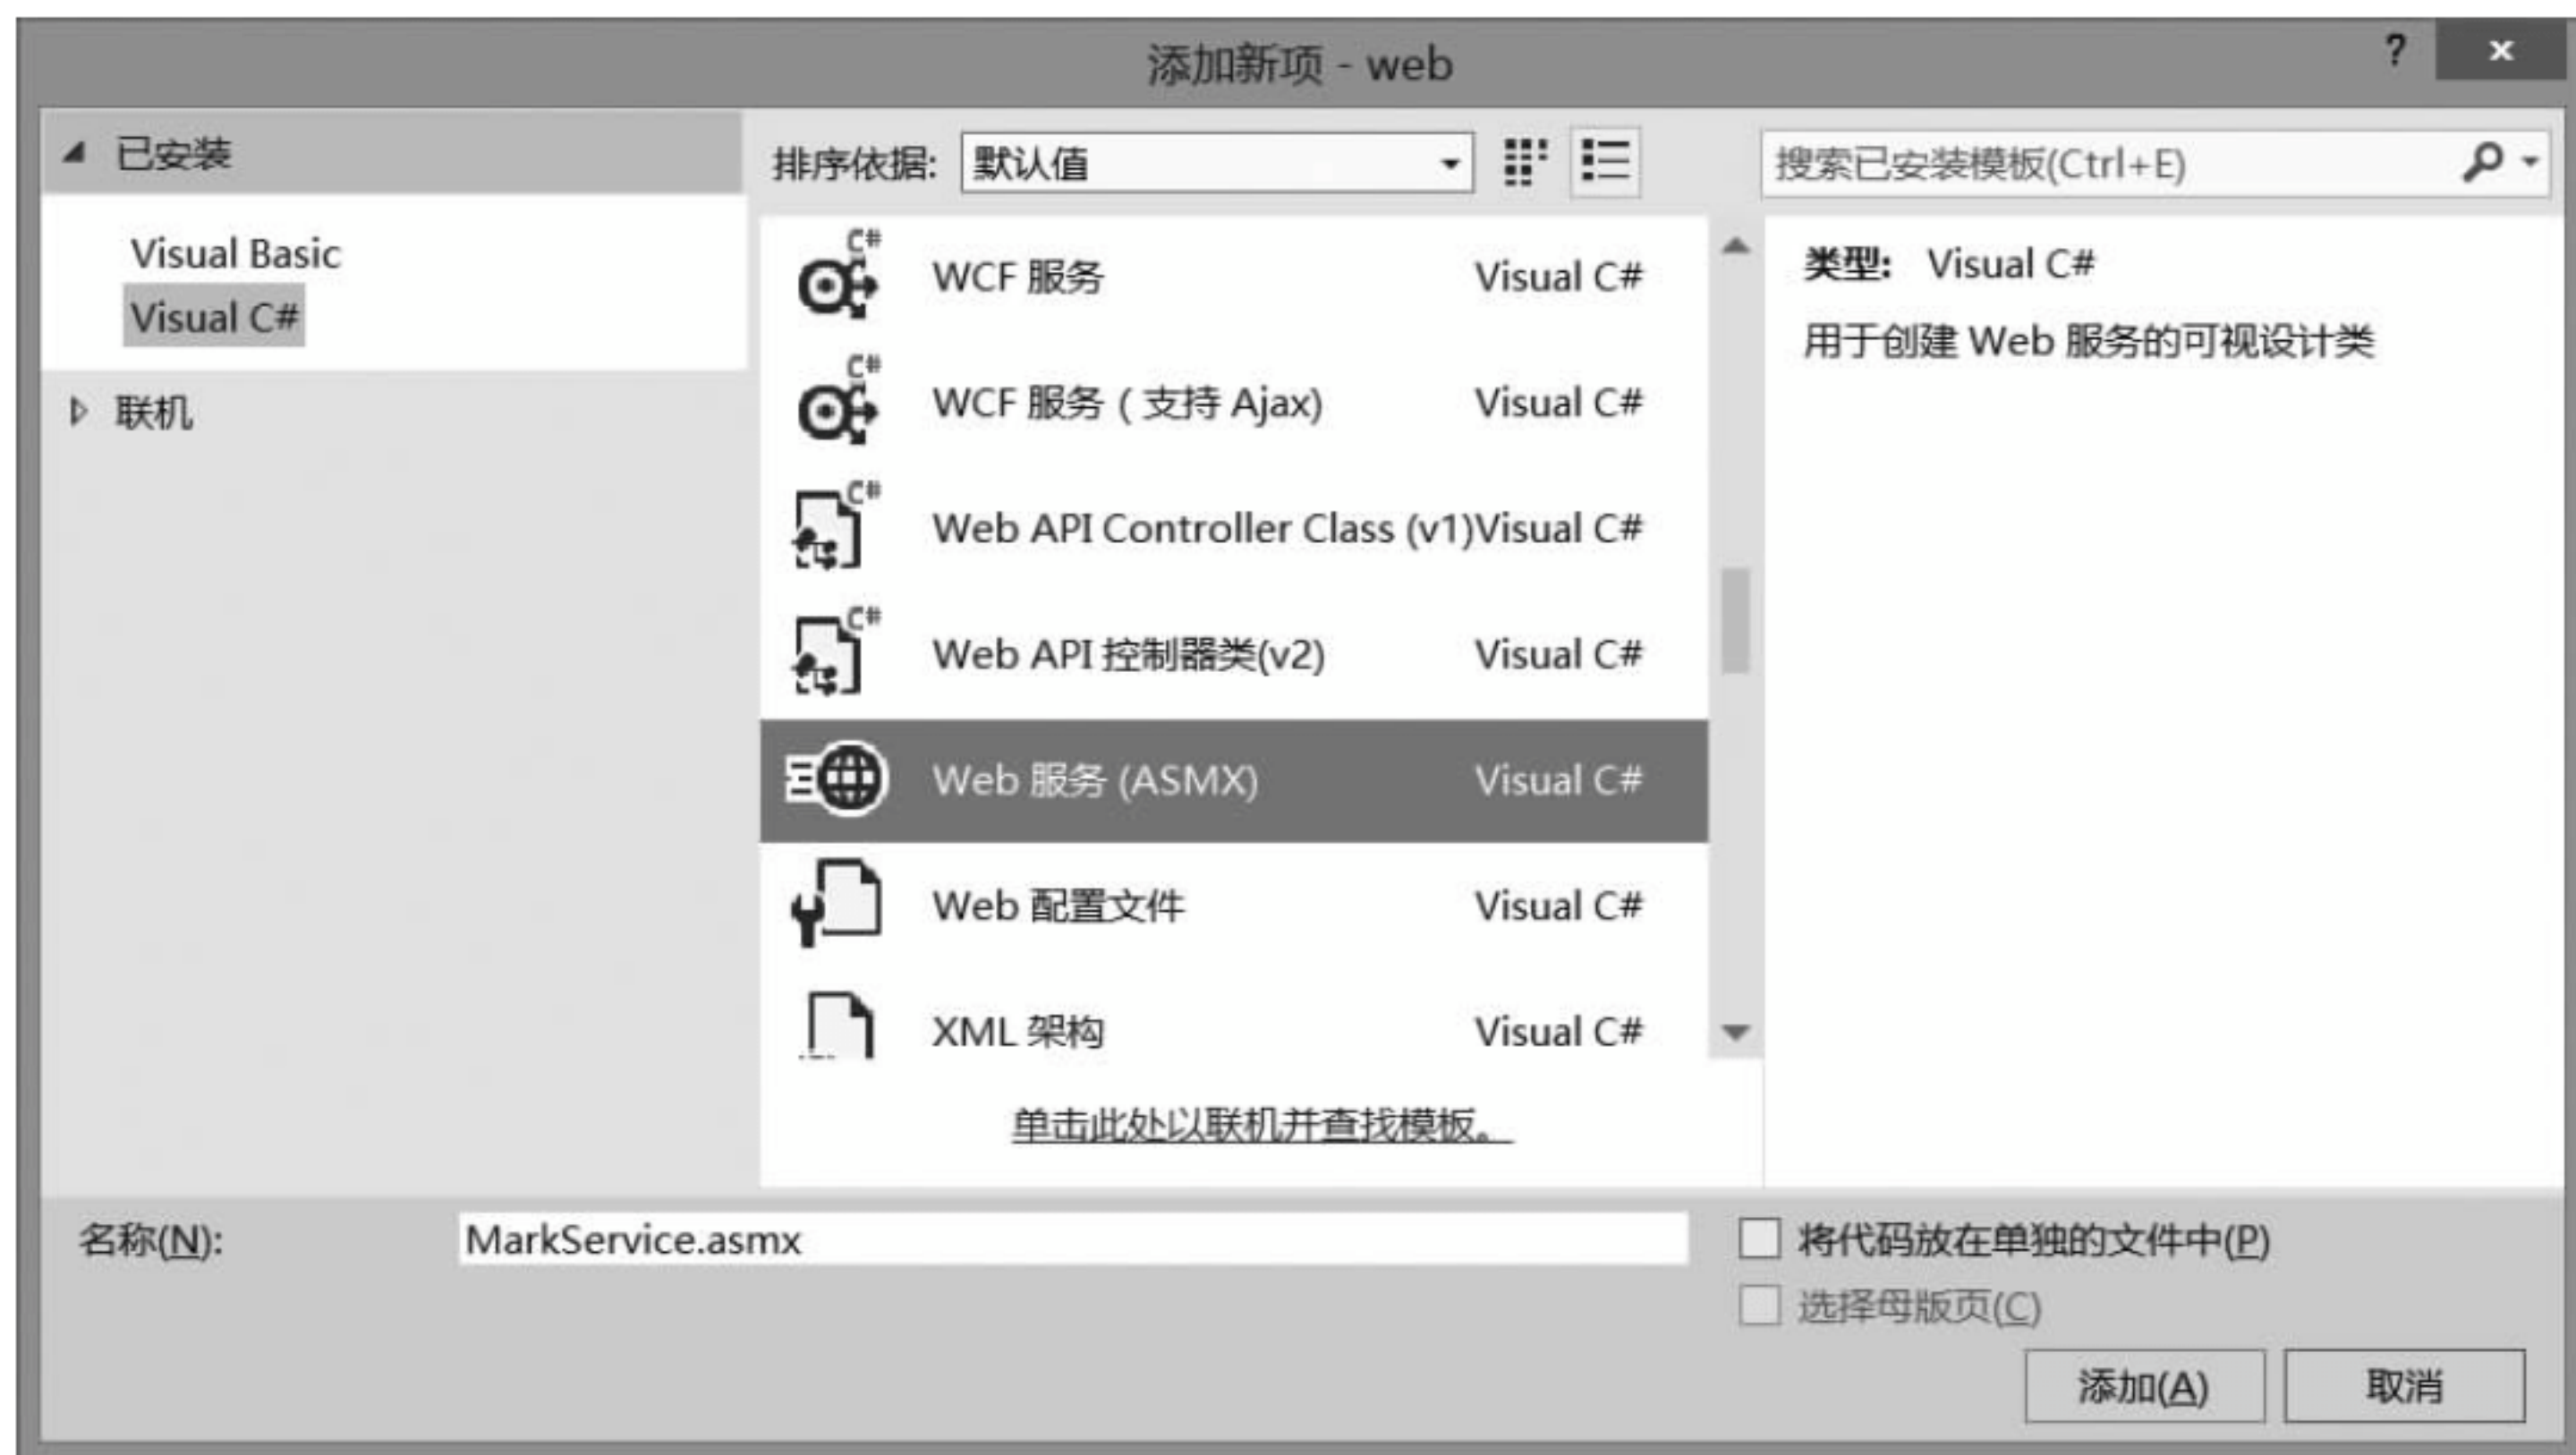 添加新项 - web
?
x
已安装
Visual Basic
Visual C#
联机
排序依据: 默认值
搜索已安装模板(Ctrl+E)
C# WCF 服务 Visual C#
C# WCF 服务 ( 支持 Ajax) Visual C#
C# Web API Controller Class (v1)Visual C#
C# Web API 控制器类(v2) Visual C#
Web 服务 (ASMX) Visual C#
Web 配置文件 Visual C#
XML 架构 Visual C#
单击此处以联机并查找模板。
类型: Visual C#
用于创建 Web 服务的可视设计类
名称(N): MarkService.asmx
将代码放在单独的文件中(P)
选择母版页(C)
添加(A) 取消